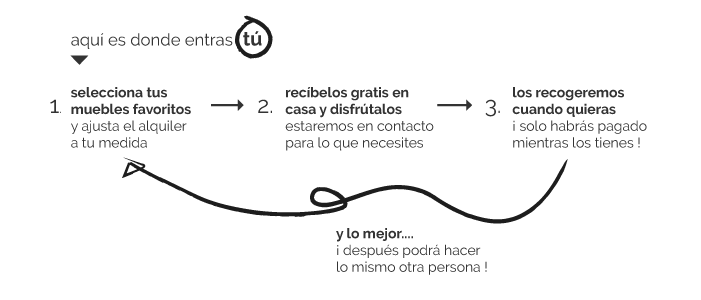 aquí es donde entras tú
1. selecciona tus
muebles favoritos
y ajusta el alquiler
a tu medida
2. recíbelos gratis en
casa y disfrútalos
estaremos en contacto
para lo que necesites
3. los recogeremos
cuando quieras
¡ solo habrás pagado
mientras los tienes !
y lo mejor....
¡ después podrá hacer
lo mismo otra persona !